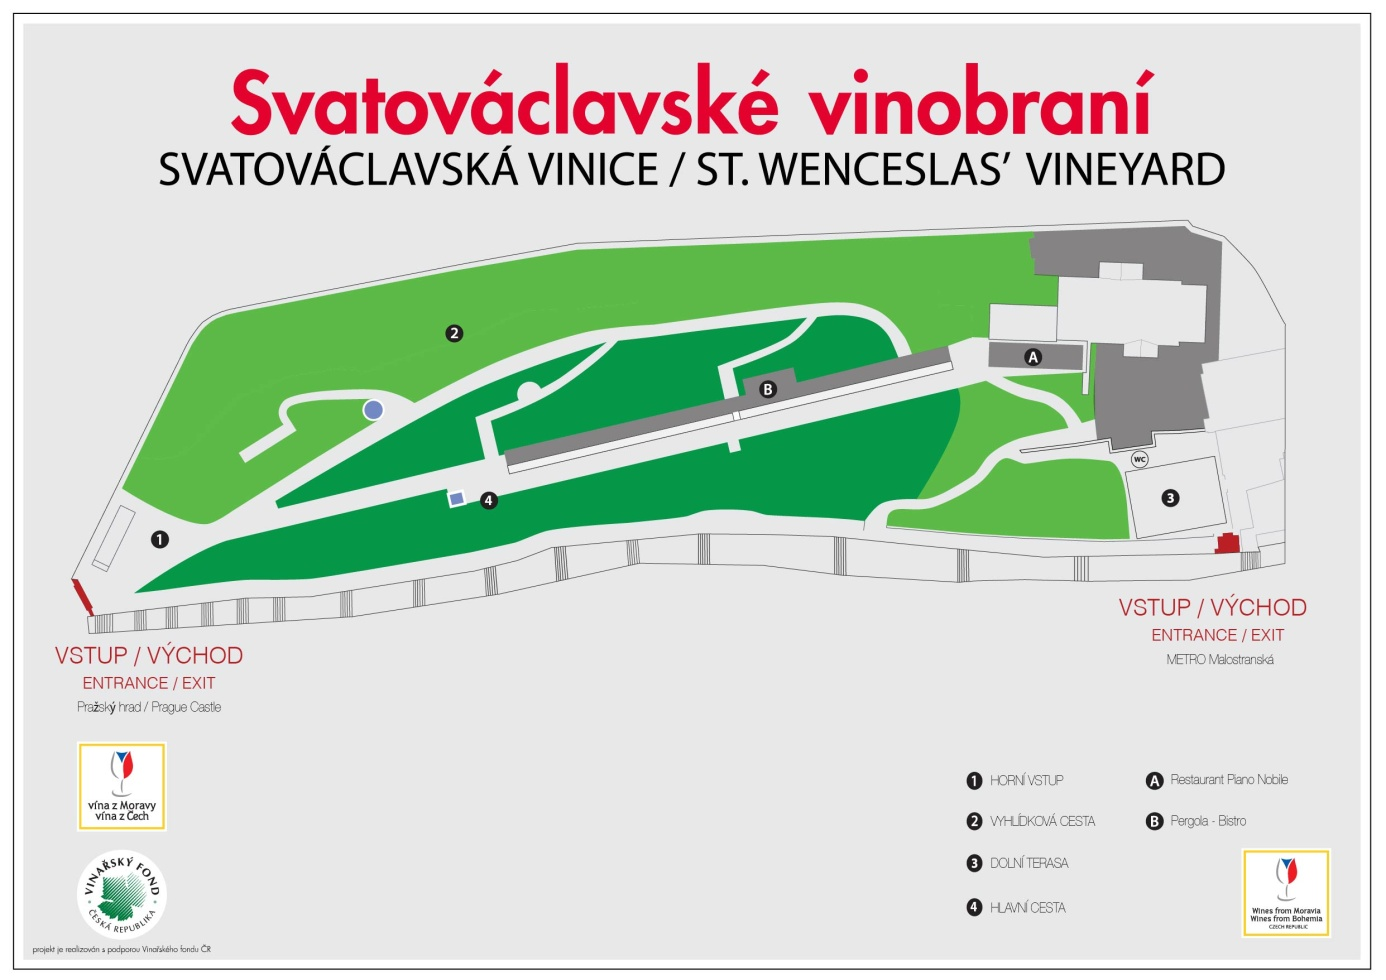 Svatováclavské vinobraní
SVATOVÁCLAVSKÁ VINICE / ST. WENCESLAS’ VINEYARD
2
A
B
WC
4
3
1
VSTUP / VÝCHOD
ENTRANCE / EXIT
METRO Malostranská
VSTUP / VÝCHOD
ENTRANCE / EXIT
Pražský hrad / Prague Castle
vína z Moravy
vína z Čech
VINAŘSKÝ FOND
ČESKÁ REPUBLIKA
projekt je realizován s podporou Vinařského fondu ČR
1 HORNÍ VSTUP
2 VYHLÍDKOVÁ CESTA
3 DOLNÍ TERASA
4 HLAVNÍ CESTA
A Restaurant Piano Nobile
B Pergola - Bistro
Wines from Moravia
Wines from Bohemia
CZECH REPUBLIC